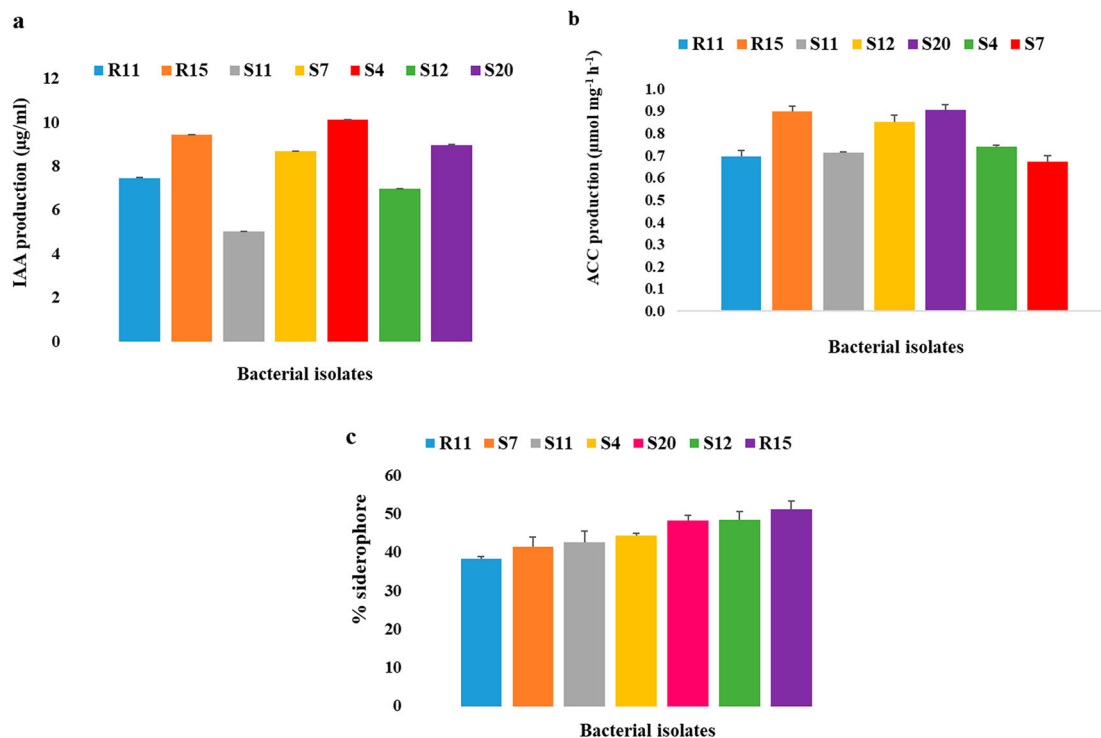 a
R11 R15 S11 S7 S4 S12 S20
IAA production (µg/ml)
12
10
8
6
4
2
0
Bacterial isolates
b
R11 R15 S11 S12 S20 S4 S7
ACC production (µmol mg⁻¹ h⁻¹)
1.0
0.9
0.8
0.7
0.6
0.5
0.4
0.3
0.2
0.1
0.0
Bacterial isolates
c
R11 S7 S11 S4 S20 S12 R15
% siderophore
60
50
40
30
20
10
0
Bacterial isolates